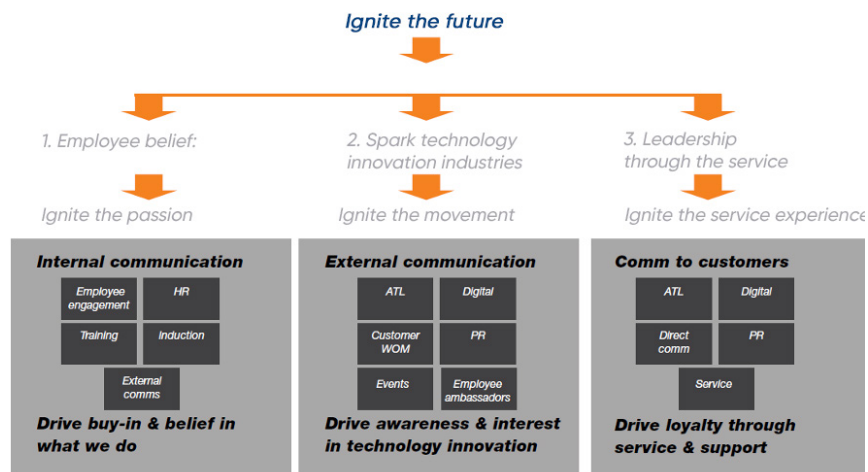 Ignite the future
1. Employee belief:
2. Spark technology
innovation industries
3. Leadership
through the service
Ignite the passion
Ignite the movement
Ignite the service experience
Internal communication
Employee
engagement
HR
Training
Induction
External
comms
Drive buy-in & belief in
what we do
External communication
ATL
Digital
Customer
WOM
PR
Events
Employee
ambassadors
Drive awareness & interest
in technology innovation
Comm to customers
ATL
Digital
Direct
comm
PR
Service
Drive loyalty through
service & support